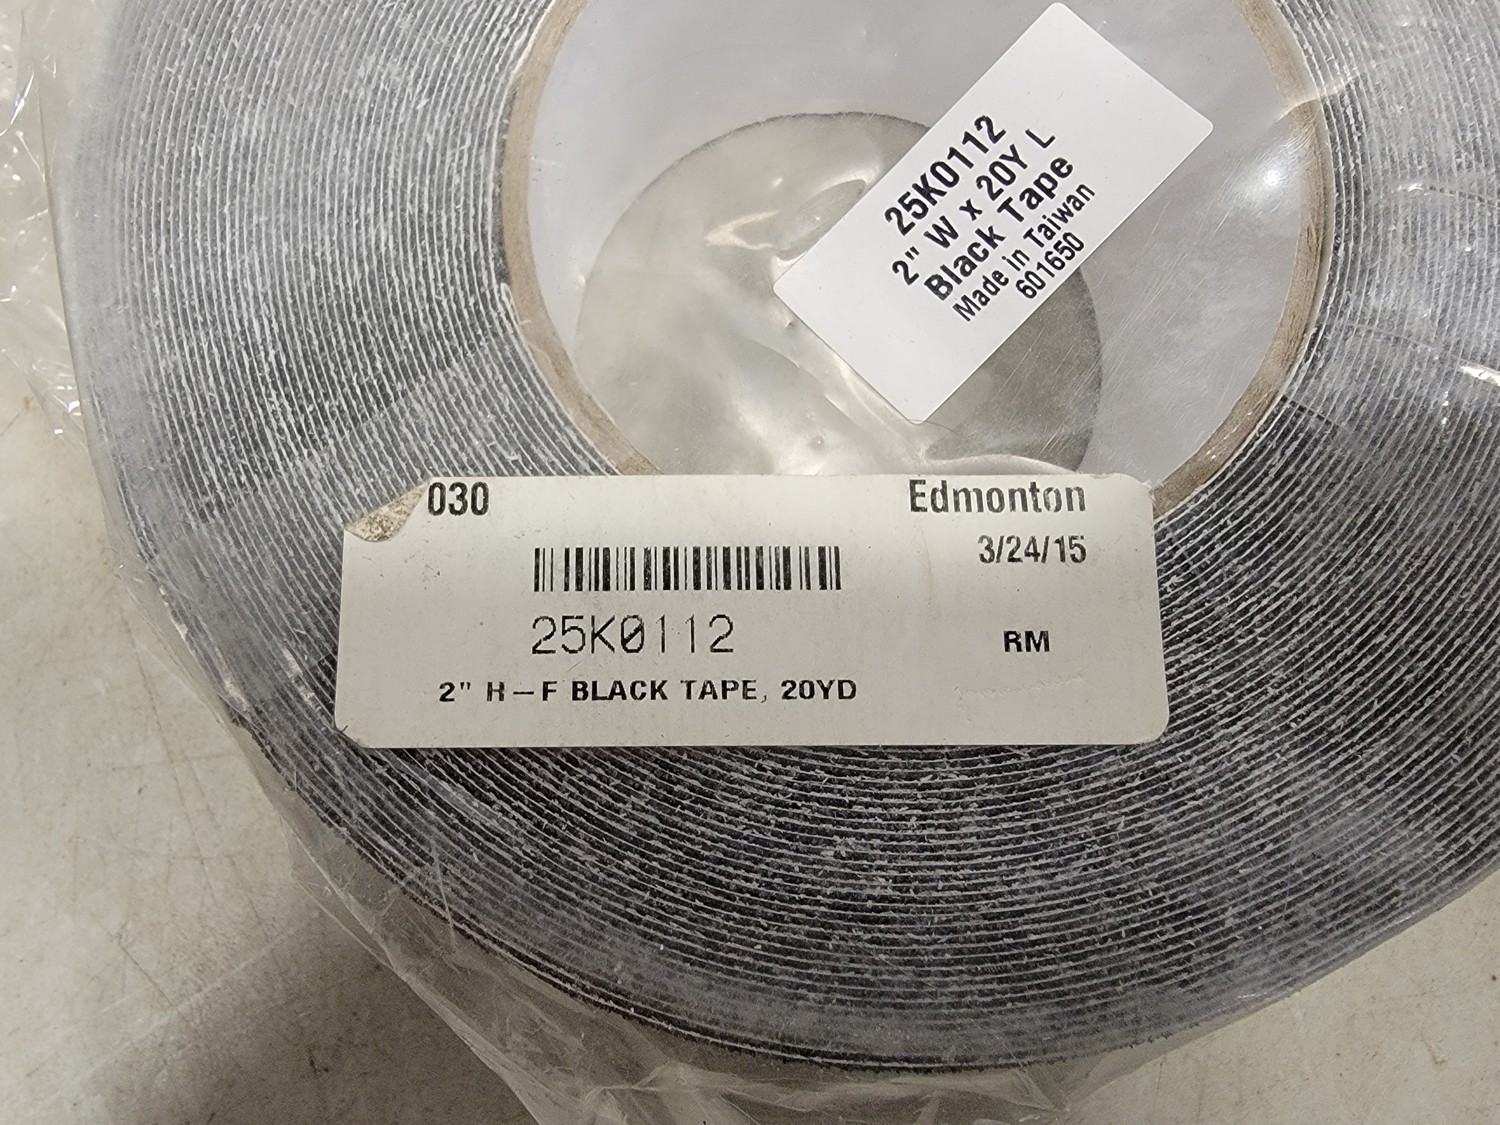 25K0112
2" W x 20Y L
Black Tape
Made in Taiwan
601650
030
Edmonton
3/24/15
25K0112
RM
2" H-F BLACK TAPE, 20YD